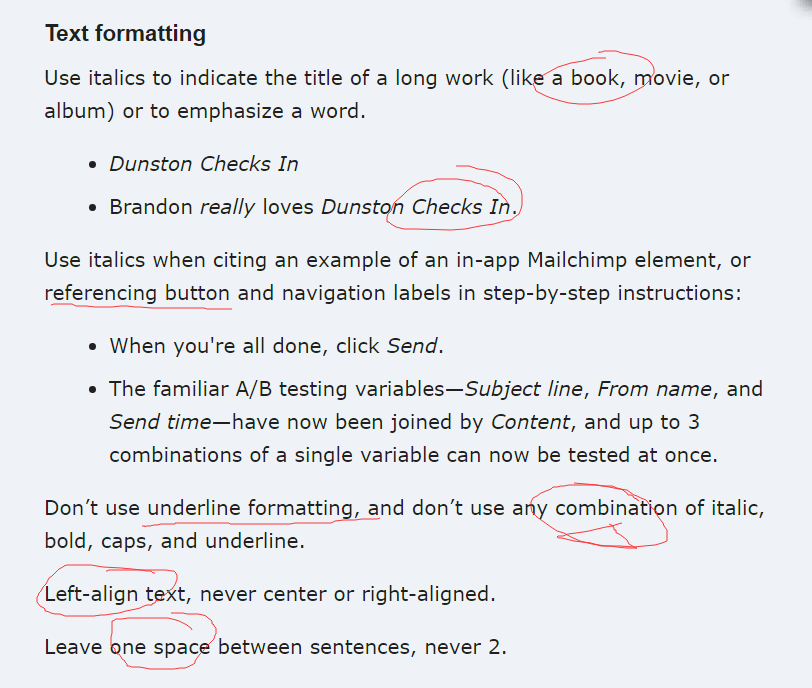 Text formatting
Use italics to indicate the title of a long work (like a book, movie, or
album) or to emphasize a word.
• Dunston Checks In
• Brandon really loves Dunston Checks In.
Use italics when citing an example of an in-app Mailchimp element, or
referencing button and navigation labels in step-by-step instructions:
• When you're all done, click Send.
• The familiar A/B testing variables—Subject line, From name, and
Send time—have now been joined by Content, and up to 3
combinations of a single variable can now be tested at once.
Don’t use underline formatting, and don’t use any combination of italic,
bold, caps, and underline.
Left-align text, never center or right-aligned.
Leave one space between sentences, never 2.